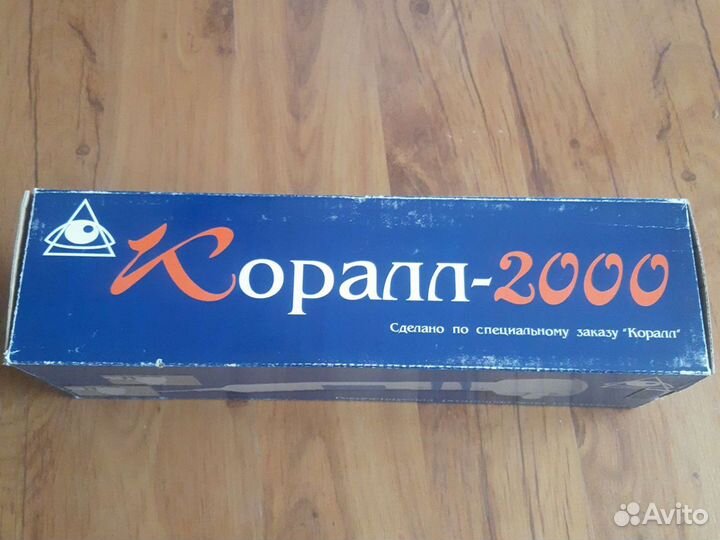 Коралл-2000
Сделано по специальному заказу "Коралл"
Avito